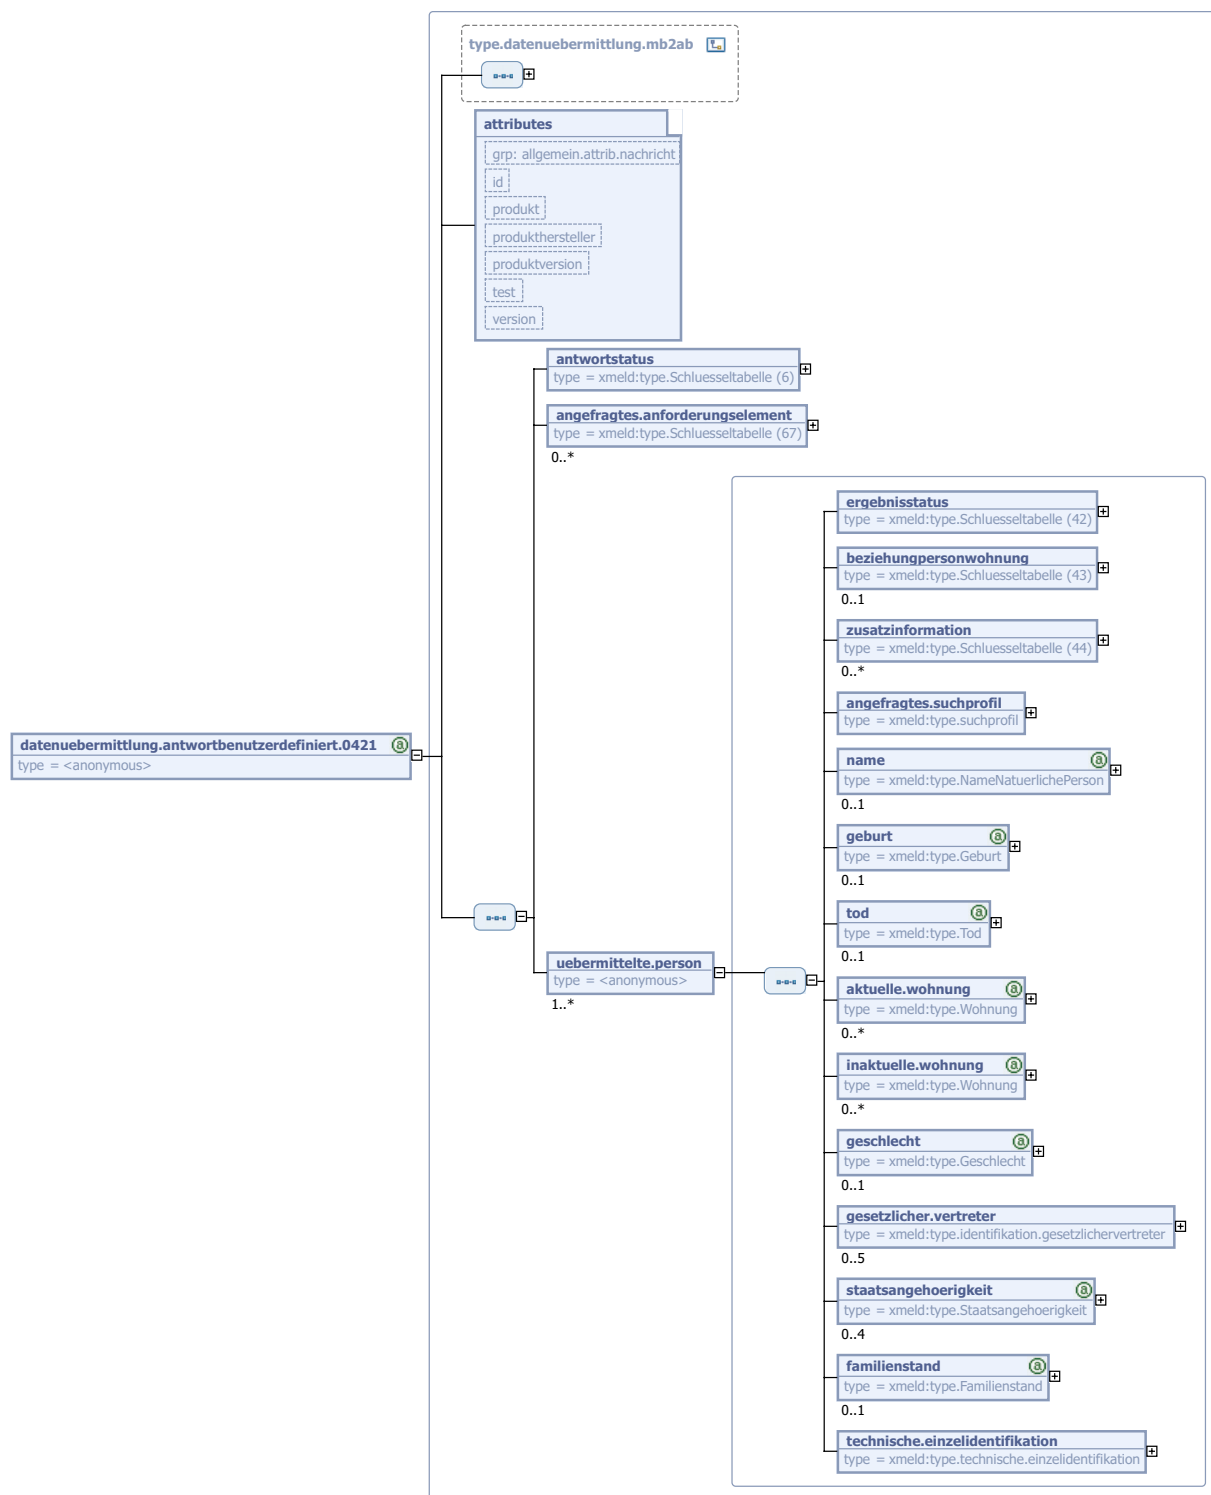 type.datenuebermittlung.mb2ab
attributes
grp: allgemein.attrib.nachricht
id
produkt
produkthersteller
produktversion
test
version
antwortstatus
type = xmeld:type.Schluesseltabelle (6)
angefragtes.anforderungselement
type = xmeld:type.Schluesseltabelle (67)
0..*
datenuebermittlung.antwortbenutzerdefiniert.0421 @
type = <anonymous>
uebermittelte.person
type = <anonymous>
1..*
ergebnisstatus
type = xmeld:type.Schluesseltabelle (42)
beziehungpersonwohnung
type = xmeld:type.Schluesseltabelle (43)
0..1
zusatzinformation
type = xmeld:type.Schluesseltabelle (44)
0..*
angefragtes.suchprofil
type = xmeld:type.suchprofil
name @
type = xmeld:type.NameNatuerlichePerson
0..1
geburt @
type = xmeld:type.Geburt
0..1
tod @
type = xmeld:type.Tod
0..1
aktuelle.wohnung @
type = xmeld:type.Wohnung
0..*
inaktuelle.wohnung @
type = xmeld:type.Wohnung
0..*
geschlecht @
type = xmeld:type.Geschlecht
0..1
gesetzlicher.vertreter
type = xmeld:type.identifikation.gesetzlichervertreter
0..5
staatsangehoerigkeit @
type = xmeld:type.Staatsangehoerigkeit
0..4
familienstand @
type = xmeld:type.Familienstand
0..1
technische.einzelidentifikation
type = xmeld:type.technische.einzelidentifikation